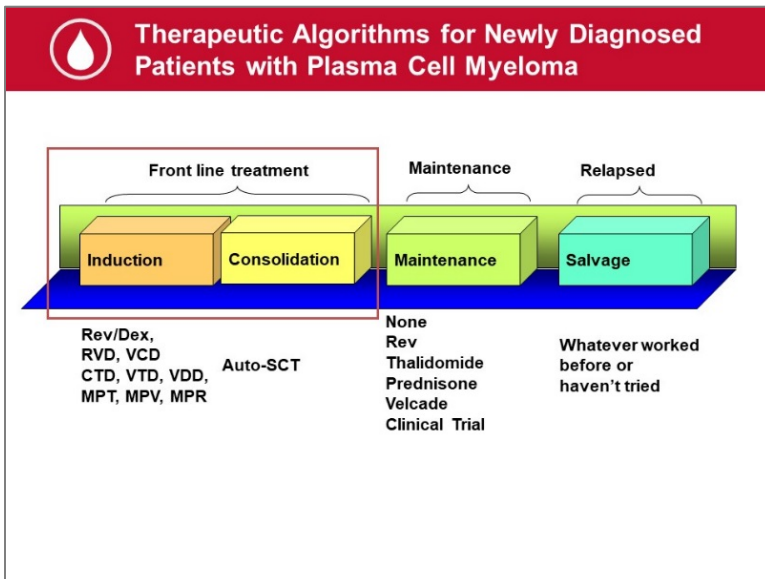 Therapeutic Algorithms for Newly Diagnosed
Patients with Plasma Cell Myeloma
Front line treatment
Maintenance
Relapsed
Induction
Consolidation
Maintenance
Salvage
Rev/Dex,
RVD, VCD
CTD, VTD, VDD,
MPT, MPV, MPR
Auto-SCT
None
Rev
Thalidomide
Prednisone
Velcade
Clinical Trial
Whatever worked
before or
haven't tried